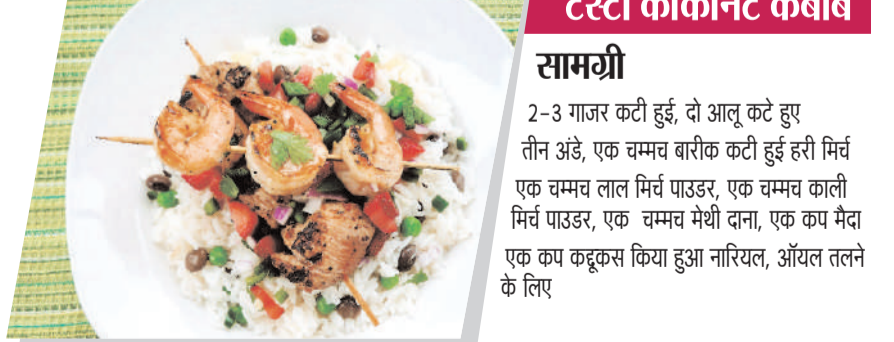 टेस्टी कोकोनट कबाब
सामग्री
2-3 गाजर कटी हुई, दो आलू कटे हुए
तीन अंडे, एक चम्मच बारीक कटी हुई हरी मिर्च
एक चम्मच लाल मिर्च पाउडर, एक चम्मच काली
मिर्च पाउडर, एक चम्मच मेथी दाना, एक कप मैदा
एक कप कद्दूकस किया हुआ नारियल, ऑयल तलने
के लिए